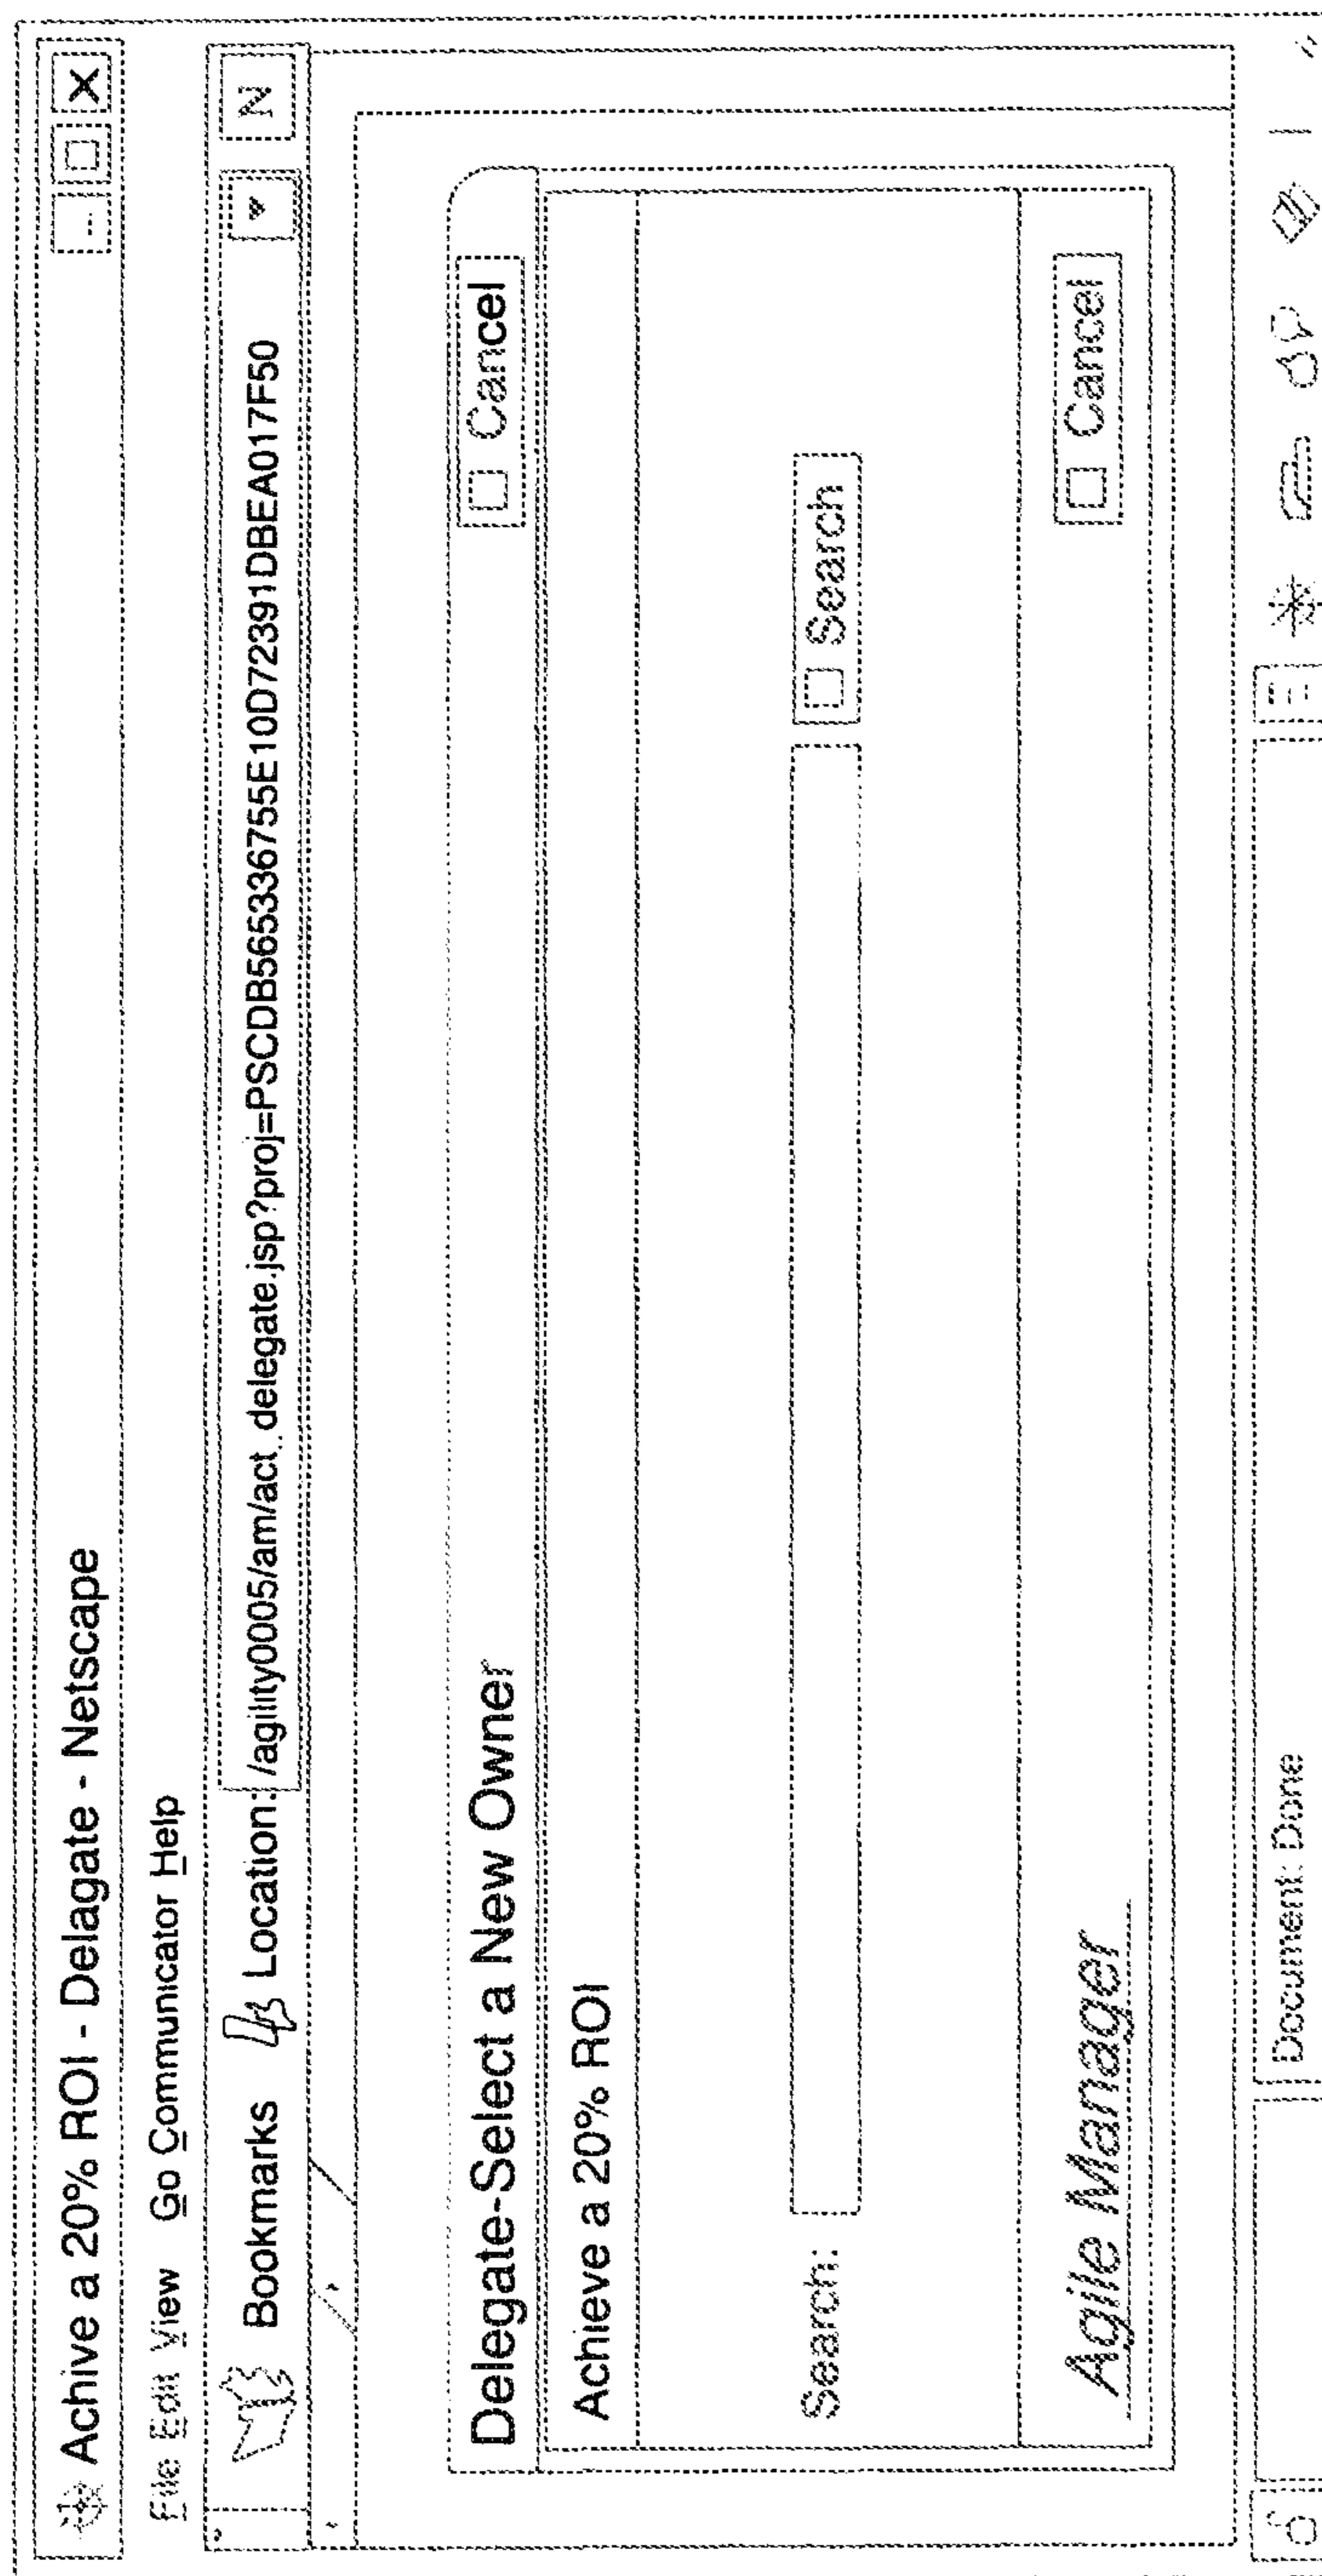 Achive a 20% ROI - Delagate - Netscape
File Edit View Go Communicator Help
Bookmarks Location: /agility0005/am/act_delegate.jsp?proj=PSCDB565336755E10D72391DBEA017F50 N
Delegate-Select a New Owner Cancel
Achieve a 20% ROI
Search: Search
Agile Manager Cancel
Document: Done